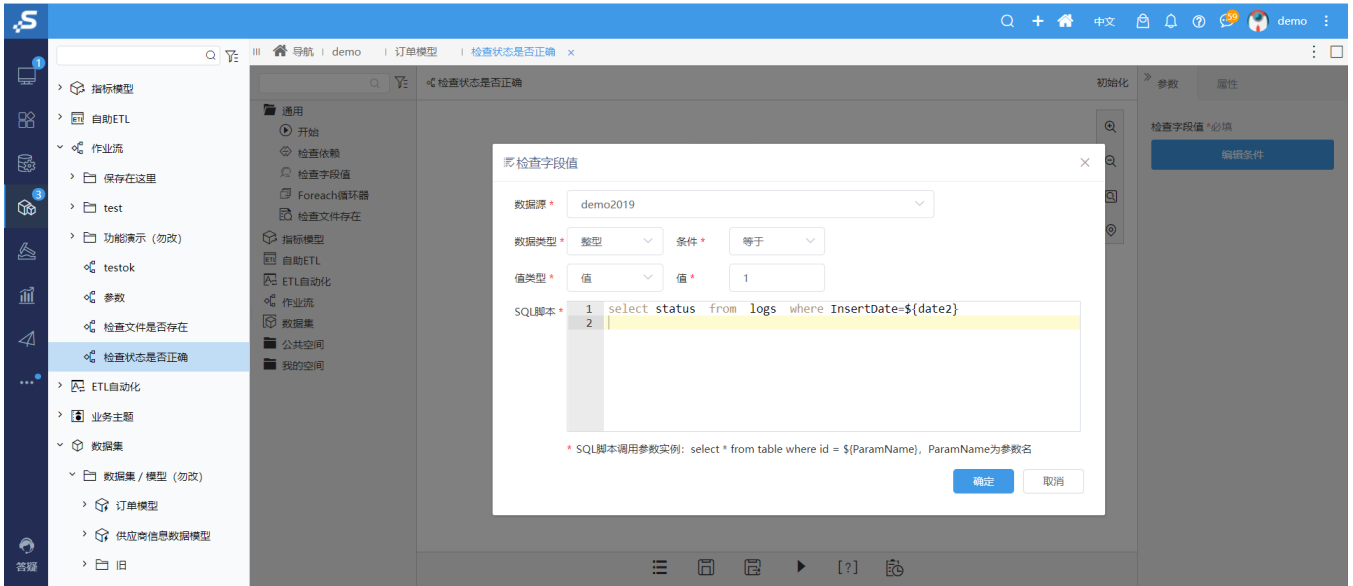 中文
59
demo
导航
demo
订单模型
检查状态是否正确
1
3
答疑
指标模型
自助ETL
作业流
保存在这里
test
功能演示（勿改）
testok
参数
检查文件是否存在
检查状态是否正确
ETL自动化
业务主题
数据集
数据集 / 模型（勿改）
订单模型
供应商信息数据模型
旧
通用
开始
检查依赖
检查字段值
Foreach循环器
检查文件存在
指标模型
自助ETL
ETL自动化
作业流
数据集
公共空间
我的空间
检查状态是否正确
初始化
参数
属性
检查字段值 *必填
编辑条件
检查字段值
数据源 * demo2019
数据类型 * 整型 条件 * 等于
值类型 * 值 值 * 1
SQL脚本 * 1 select status from logs where InsertDate=${date2}
2
* SQL脚本调用参数实例：select * from table where id = ${ParamName}，ParamName为参数名
确定 取消
[?]